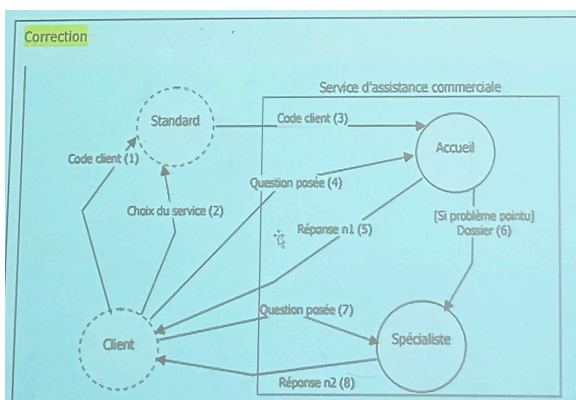 Correction
Service d'assistance commerciale
Standard
Code client (3)
Accueil
Code client (1)
Question posée (4)
Choix du service (2)
[Si problème pointu]
Dossier (6)
Réponse n1 (5)
Question posée (7)
Client
Spécialiste
Réponse n2 (8)